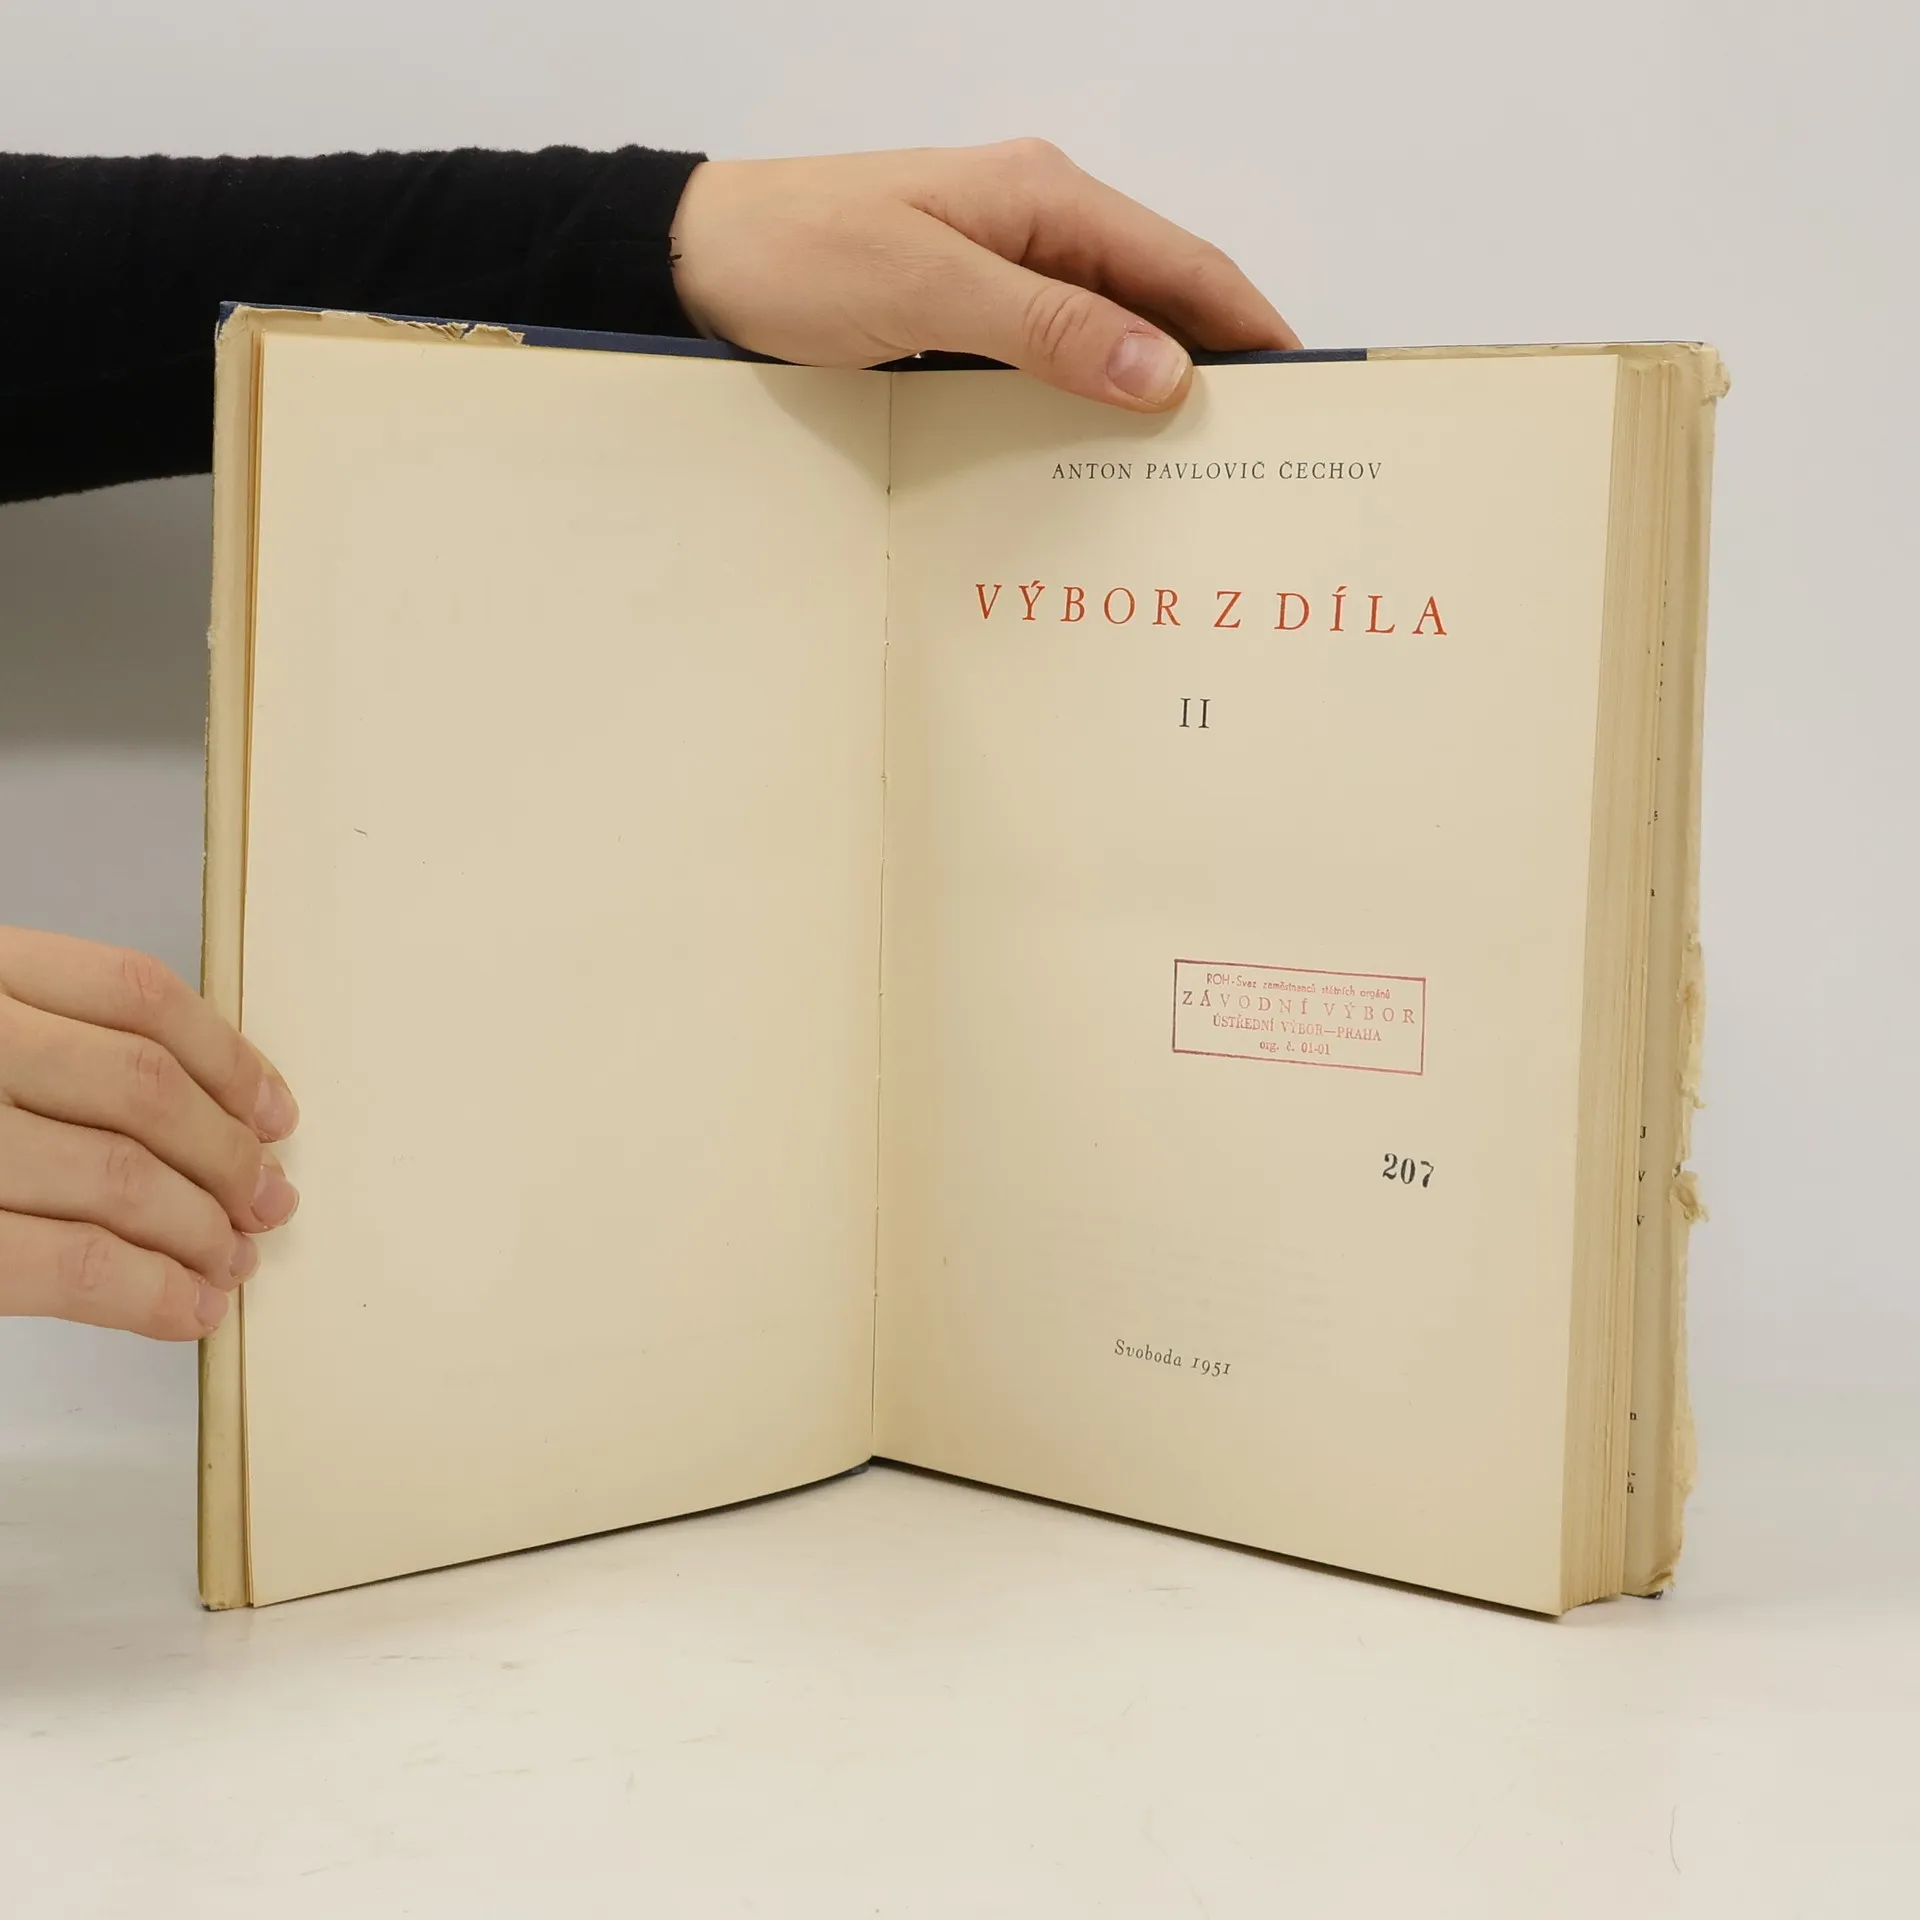 ANTON PAVLOVIČ ČECHOV
VÝBOR Z DÍLA
II
ROH-Svaz zaměstnanců státních orgánů
ZÁVODNÍ VÝBOR
ÚSTŘEDNÍ VÝBOR—PRAHA
org. č. 01-01
207
Svoboda 1951